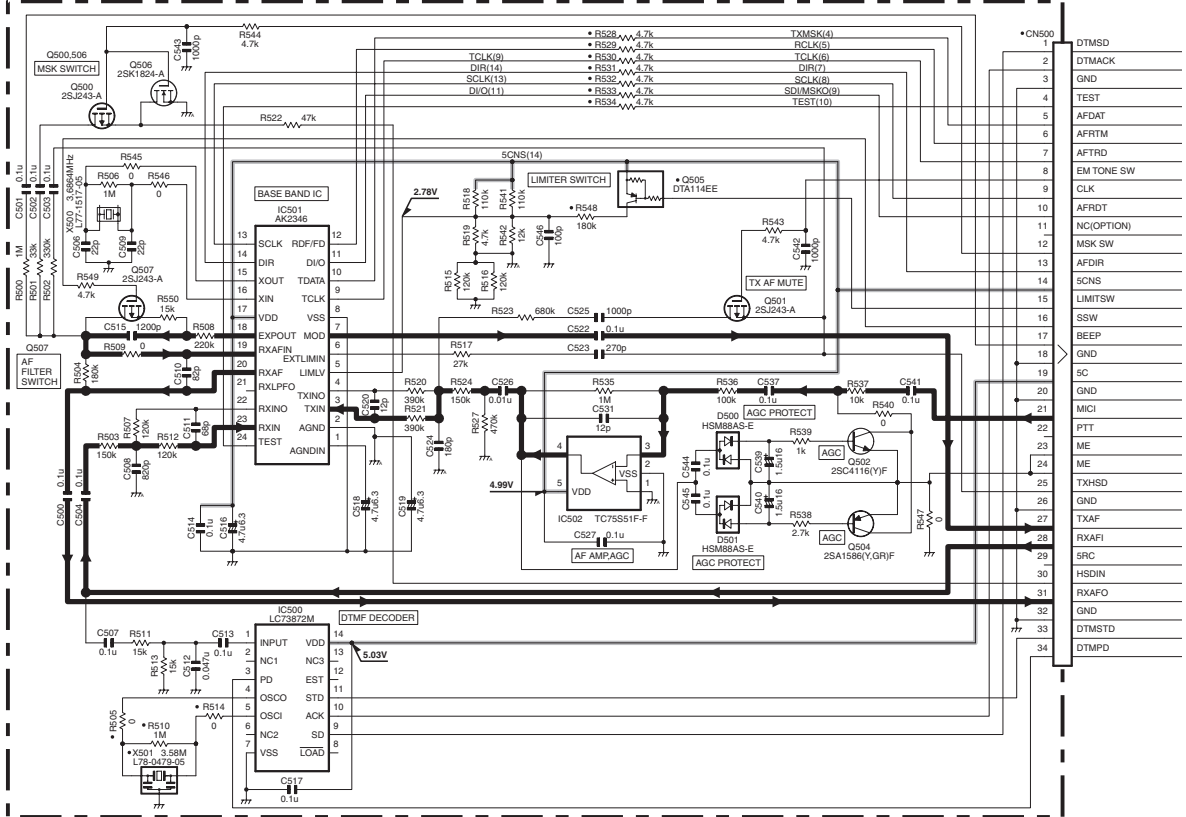 R544
4.7k
C543
1000p
Q500,506
MSK SWITCH
Q506
2SK1824-A
Q500
2SJ243-A
R522 47k
•R528 4.7k TXMSK(4)
•R529 4.7k RCLK(5)
TCLK(9) •R530 4.7k TCLK(6)
DIR(14) •R531 4.7k DIR(7)
SCLK(13) •R532 4.7k SCLK(8)
DI/O(11) •R533 4.7k SDI/MSKO(9)
•R534 4.7k TEST(10)
•CN500
1 DTMSD
2 DTMACK
3 GND
4 TEST
5 AFDAT
6 AFRTM
7 AFTRD
8 EM TONE SW
9 CLK
10 AFRDT
11 NC(OPTION)
12 MSK SW
13 AFDIR
14 5CNS
15 LIMITSW
16 SSW
17 BEEP
18 GND
19 5C
20 GND
21 MICI
22 PTT
23 ME
24 ME
25 TXHSD
26 GND
27 TXAF
28 RXAFI
29 5RC
30 HSDIN
31 RXAFO
32 GND
33 DTMSTD
34 DTMPD
C501 0.1u
C502 0.1u
C503 0.1u
R500 1M
R501 33k
R502 330k
X500 3.6864MHz
L77-1517-05
R545
0
R506
1M
R546
0
C506
22p
C509
22p
R549
4.7k
Q507
2SJ243-A
R550
15k
C515 1200p
R508
220k
R509 0
Q507
AF
FILTER
SWITCH
R504
180k
C510
82p
R507
120k
C511
68p
R503
150k
R512
120k
C508
820p
C500 0.1u
C504 0.1u
BASE BAND IC
IC501
AK2346
13 SCLK RDF/FD 12
14 DIR DI/O 11
15 XOUT TDATA 10
16 XIN TCLK 9
17 VDD VSS 8
18 EXPOUT MOD 7
19 RXAFIN EXTLIMIN 6
20 RXAF LIMLV 5
21 RXLPFO TXINO 4
22 RXINO TXIN 3
23 RXIN AGND 2
24 TEST AGNDIN 1
5CNS(14)
2.78V
R518
110k
R541
110k
R519
4.7k
R542
12k
C546
100p
R515
120k
R516
120k
LIMITER SWITCH
•Q505
DTA114EE
•R548
180k
R543
4.7k
C542
1000p
TX AF MUTE
Q501
2SJ243-A
R523 680k
C525 1000p
C522 0.1u
C523 270p
R517
27k
R520
390k
C520
12p
R521
390k
R524
150k
C526
0.01u
R527
470k
C524
180p
R535
1M
C531
12p
4 3
VSS 2
5 VDD 1
IC502 TC75S51F-F
4.99V
C527 0.1u
AF AMP,AGC
C514
0.1u
C516
4.7u6.3
C518
4.7u6.3
C519
4.7u6.3
R536
100k
C537
0.1u
R537
10k
C541
0.1u
R540
0
D500
HSM88AS-E
AGC PROTECT
R539
1k
AGC
Q502
2SC4116(Y)F
C544
0.1u
C539
1.5u16
C545
0.1u
C540
1.5u16
D501
HSM88AS-E
AGC PROTECT
R538
2.7k
AGC
Q504
2SA1586(Y,GR)F
R547
0
IC500
LC73872M
DTMF DECODER
1 INPUT VDD 14
2 NC1 NC3 13
3 PD EST 12
4 OSCO STD 11
5 OSCI ACK 10
6 NC2 SD 9
7 VSS LOAD 8
5.03V
C507
0.1u
R511
15k
C513
0.1u
R513
15k
C512
0.047u
•R505
0
•R514
0
•R510
1M
•X501 3.58M
L78-0479-05
C517
0.1u